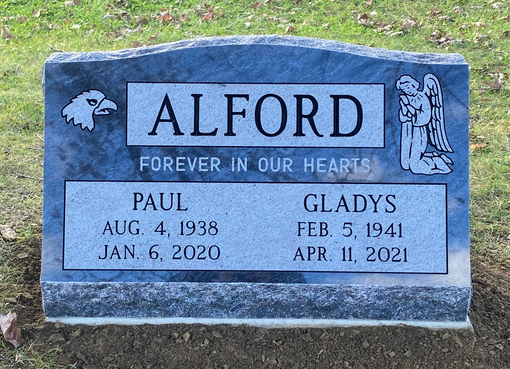 ALFORD
FOREVER IN OUR HEARTS
PAUL
AUG. 4, 1938
JAN. 6, 2020
GLADYS
FEB. 5, 1941
APR. 11, 2021